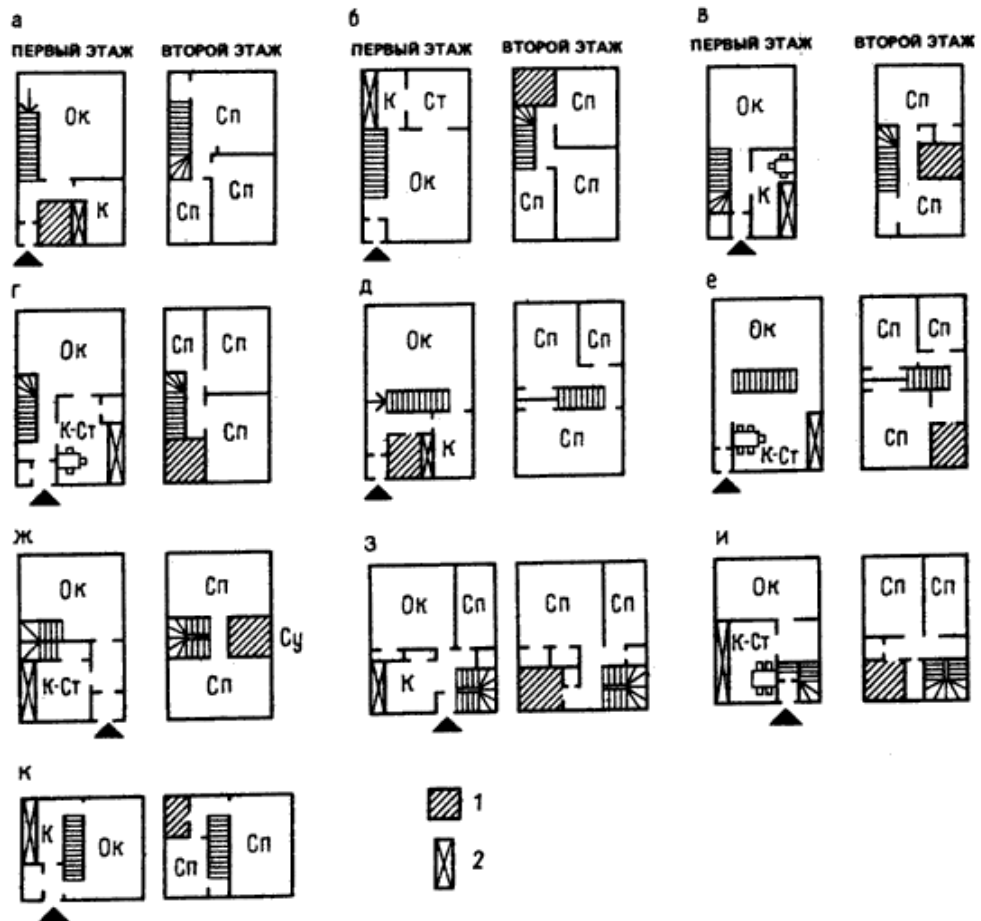 а б в
ПЕРВЫЙ ЭТАЖ ВТОРОЙ ЭТАЖ ПЕРВЫЙ ЭТАЖ ВТОРОЙ ЭТАЖ ПЕРВЫЙ ЭТАЖ ВТОРОЙ ЭТАЖ
Ок Сп К Ст Сп Ок Сп
Сп Сп К Ок Сп Сп К Сп
г д е
Ок Сп Сп Ок Сп Сп Ок Сп Сп
К-Ст Сп К Сп К-Ст Сп
ж з и
Ок Сп Ок Сп Сп Сп Ок Сп Сп
Су
К-Ст Сп К К-Ст
к
1
К Ок Сп Сп
2